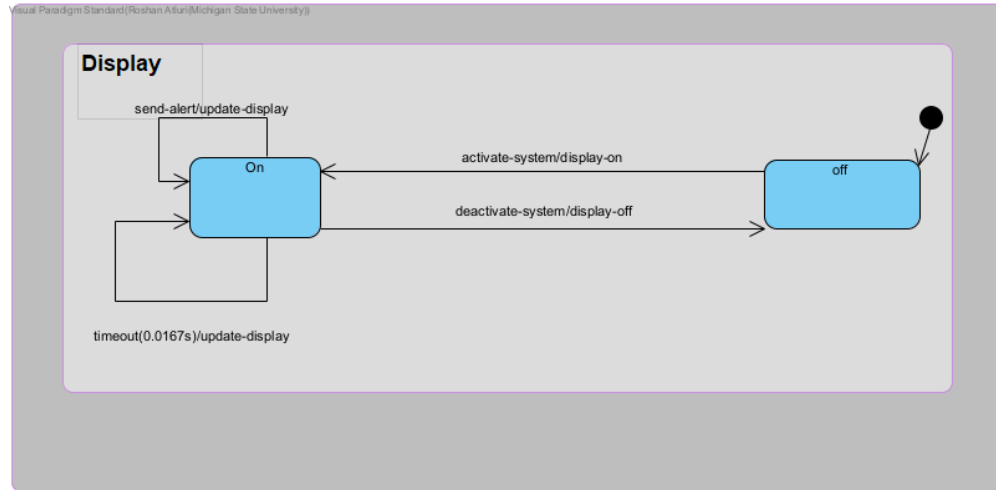 Visual Paradigm Standard(Roshan Atluri(Michigan State University))
Display
send-alert/update-display
activate-system/display-on
On
off
deactivate-system/display-off
timeout(0.0167s)/update-display